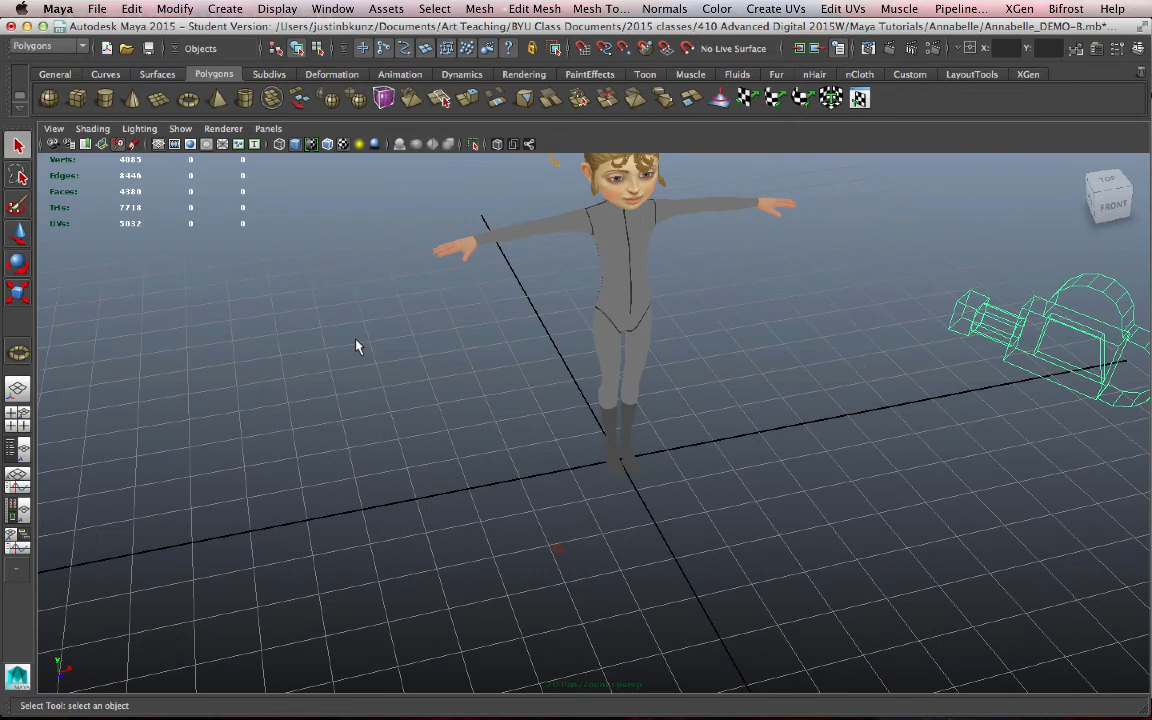 Maya File Edit Modify Create Display Window Assets Select Mesh Edit Mesh Mesh To... Normals Color Create UVs Edit UVs Muscle Pipeline... XGen Bifrost Help
Autodesk Maya 2015 - Student Version: /Users/justinbkunz/Documents/Art Teaching/BYU Class Documents/2015 classes/410 Advanced Digital 2015W/Maya Tutorials/Annabelle/Annabelle_DEMO-8.mb*...
Polygons Objects No Live Surface X: Y:
General Curves Surfaces Polygons Subdivs Deformation Animation Dynamics Rendering PaintEffects Toon Muscle Fluids Fur nHair nCloth Custom LayoutTools XGen
View Shading Lighting Show Renderer Panels
Verts: 4085 0 0
Edges: 8446 0 0
Faces: 4380 0 0
Tris: 7718 0 0
UVs: 5032 0 0
TOP
FRONT
Y
MAYA
Select Tool: select an object